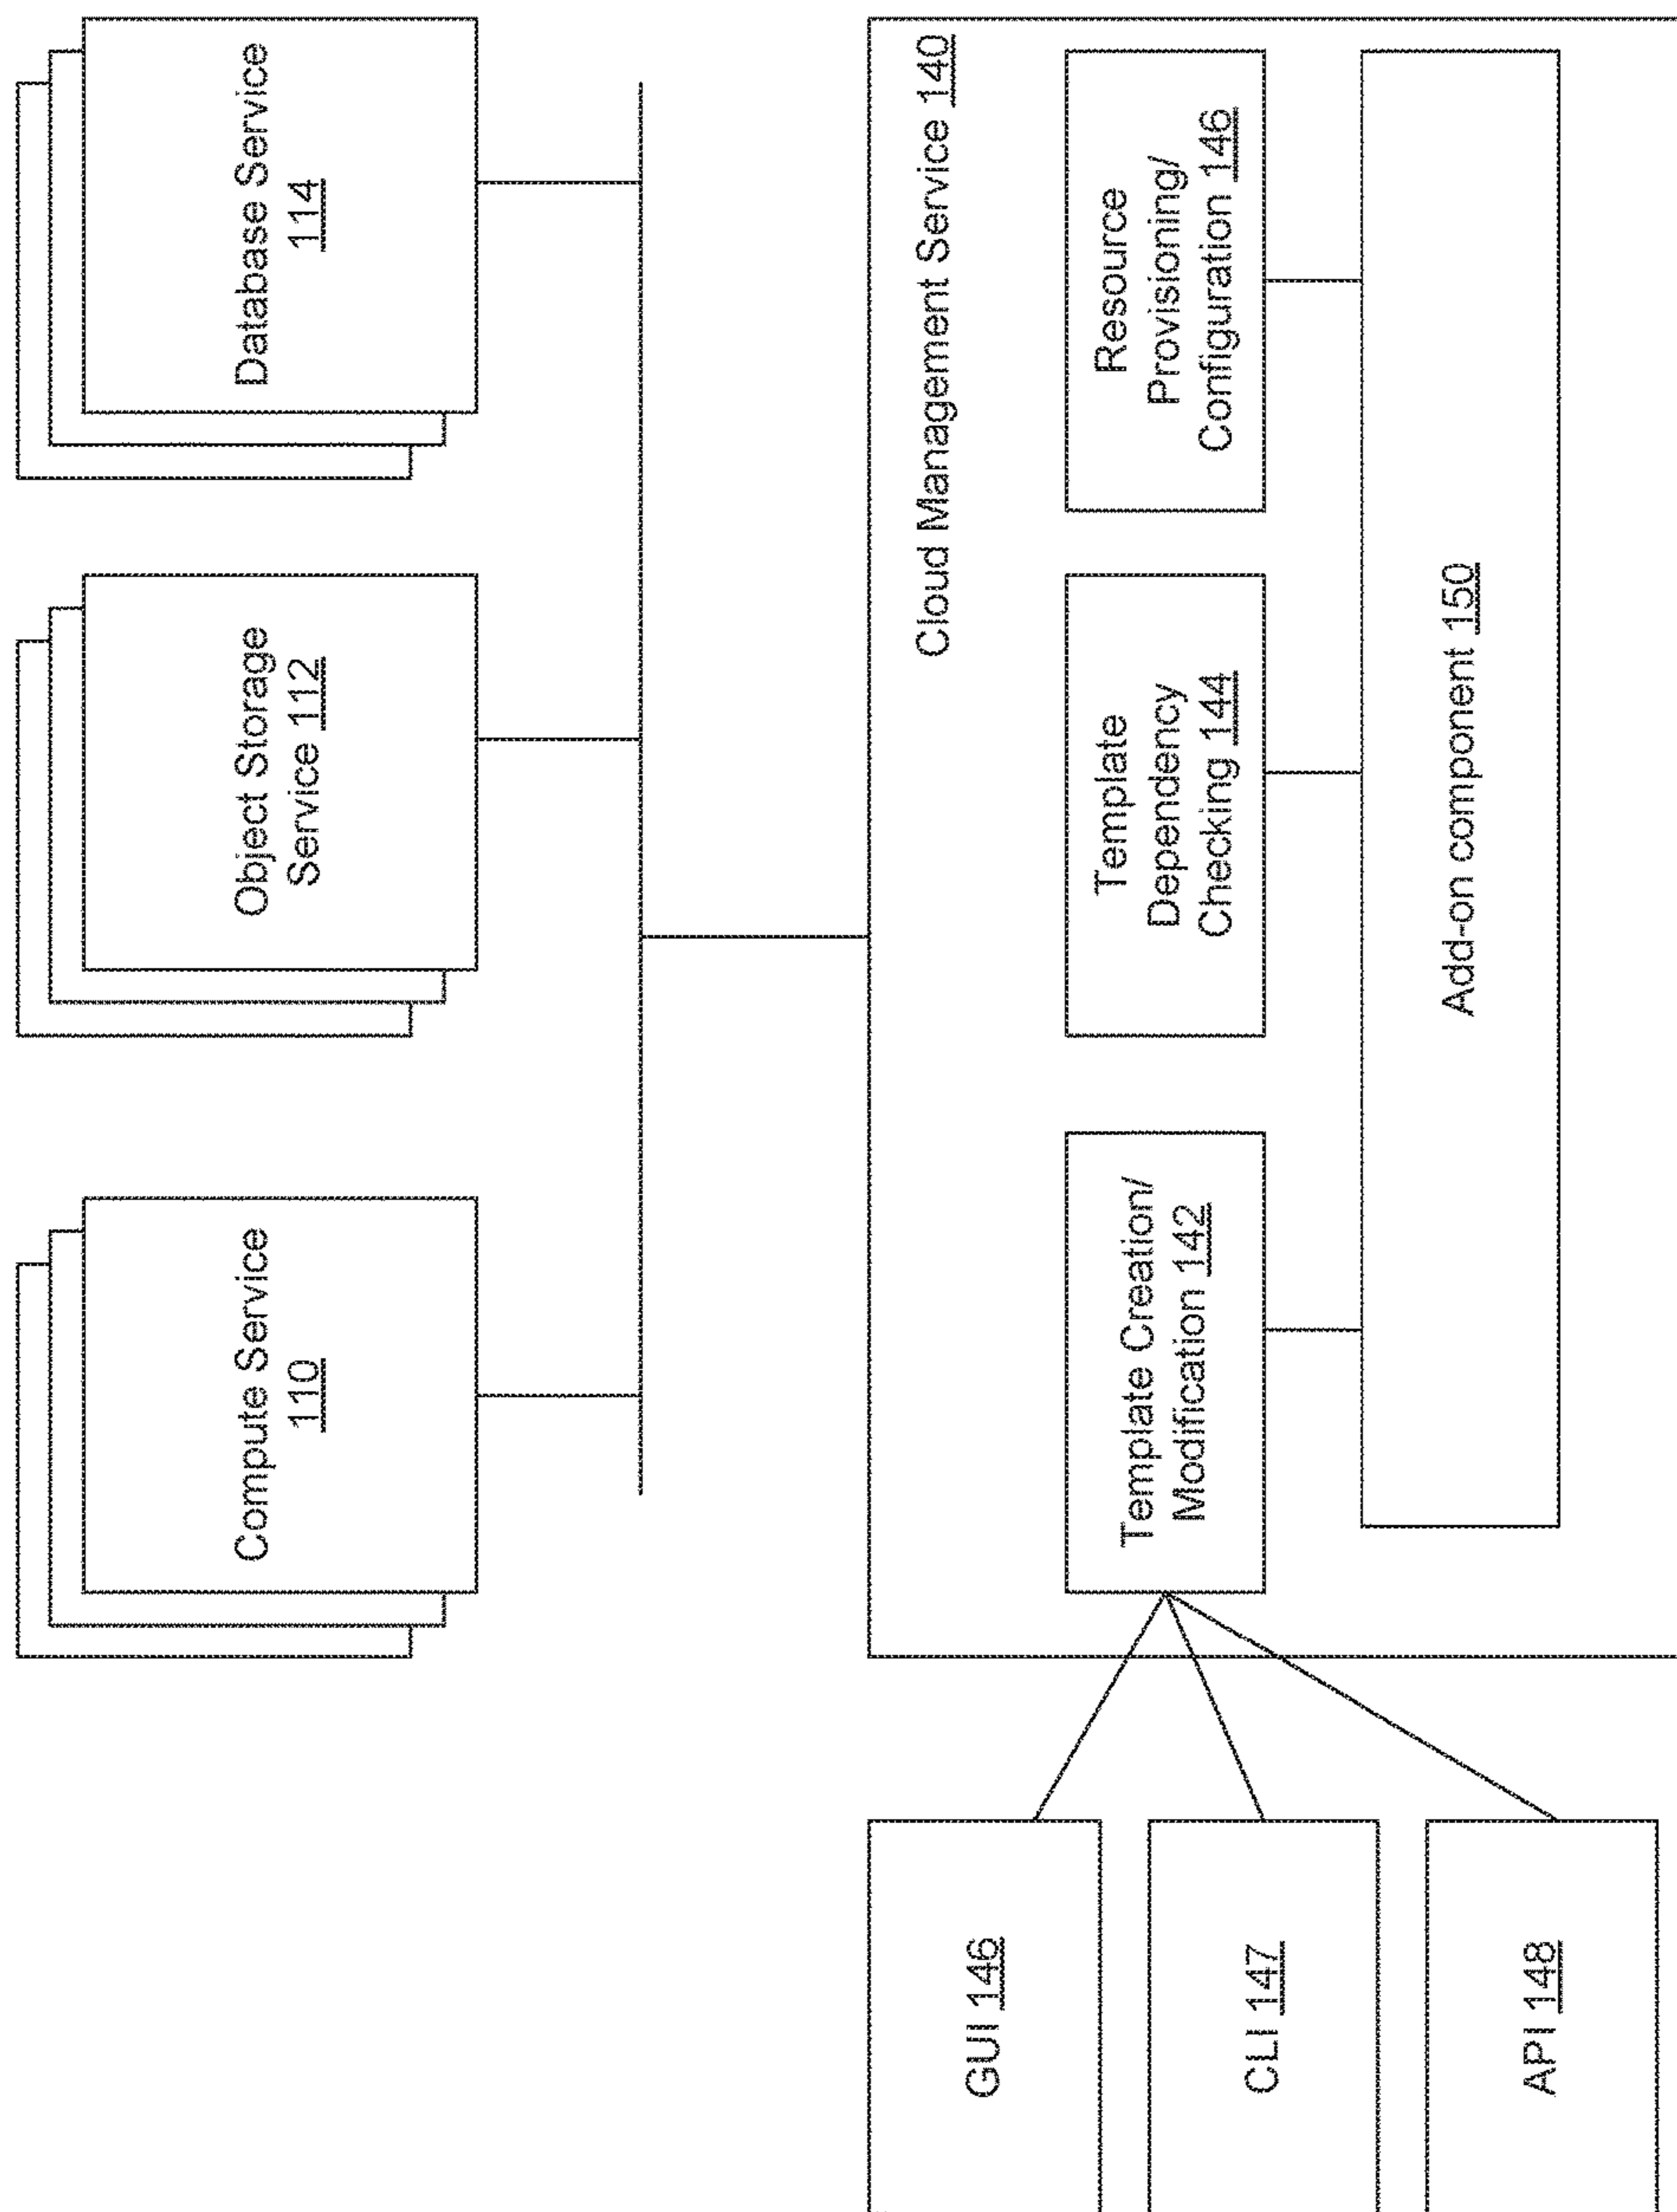 Compute Service
110
Object Storage
Service 112
Database Service
114
Cloud Management Service 140
Template Creation/
Modification 142
Template
Dependency
Checking 144
Resource
Provisioning/
Configuration 146
Add-on component 150
GUI 146
CLI 147
API 148